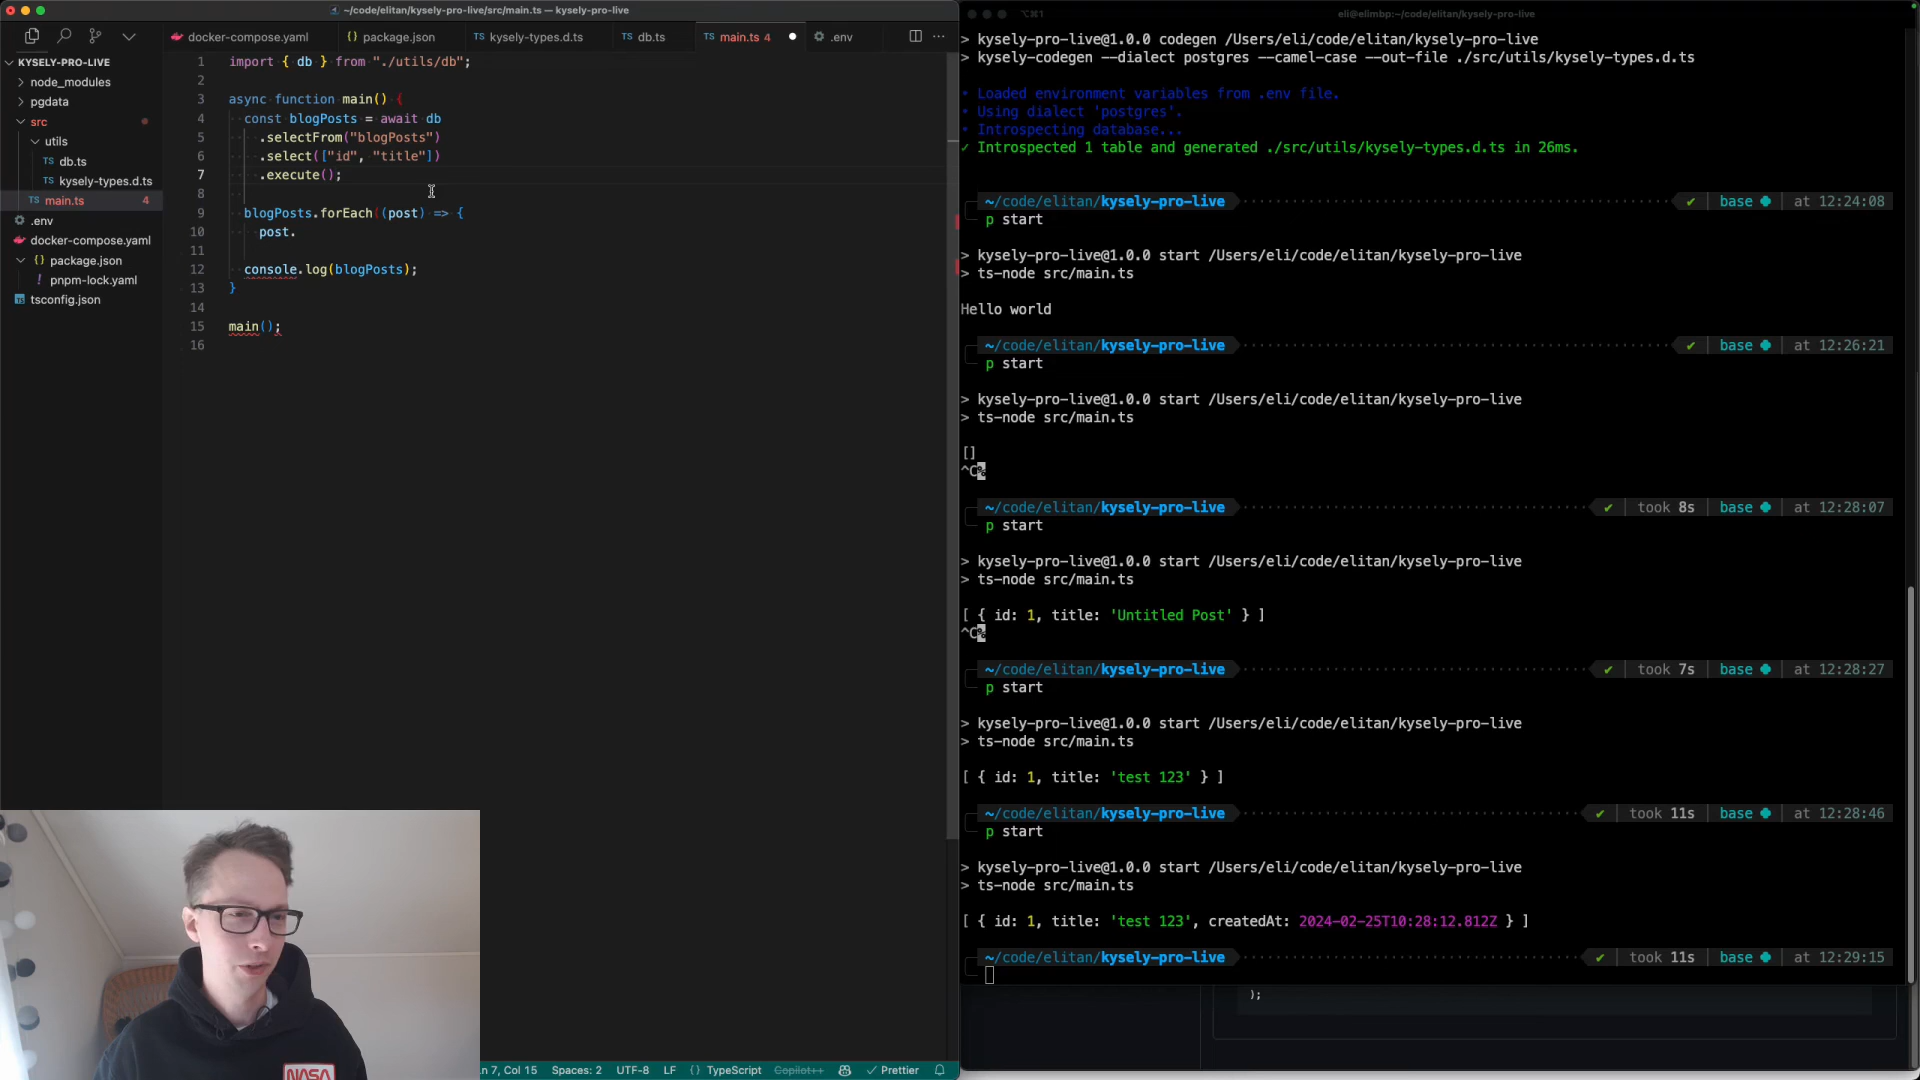 ~/code/elitan/kysely-pro-live/src/main.ts — kysely-pro-live
docker-compose.yaml
{} package.json
TS kysely-types.d.ts
TS db.ts
TS main.ts 4
.env
KYSELY-PRO-LIVE
node_modules
pgdata
src
utils
TS db.ts
TS kysely-types.d.ts
TS main.ts 4
.env
docker-compose.yaml
{} package.json
! pnpm-lock.yaml
tsconfig.json
1 import { db } from "./utils/db";
2
3 async function main() {
4 const blogPosts = await db
5 .selectFrom("blogPosts")
6 .select(["id", "title"])
7 .execute();
8
9 blogPosts.forEach((post) => {
10 post.
11
12 console.log(blogPosts);
13 }
14
15 main();
16
NASA
Ln 7, Col 15 Spaces: 2 UTF-8 LF {} TypeScript Copilot++ Prettier
⌥⌘1
eli@elimbp:~/code/elitan/kysely-pro-live
> kysely-pro-live@1.0.0 codegen /Users/eli/code/elitan/kysely-pro-live
> kysely-codegen --dialect postgres --camel-case --out-file ./src/utils/kysely-types.d.ts
• Loaded environment variables from .env file.
• Using dialect 'postgres'.
• Introspecting database...
✓ Introspected 1 table and generated ./src/utils/kysely-types.d.ts in 26ms.
~/code/elitan/kysely-pro-live ✔ | base | at 12:24:08
p start
> kysely-pro-live@1.0.0 start /Users/eli/code/elitan/kysely-pro-live
> ts-node src/main.ts
Hello world
~/code/elitan/kysely-pro-live ✔ | base | at 12:26:21
p start
> kysely-pro-live@1.0.0 start /Users/eli/code/elitan/kysely-pro-live
> ts-node src/main.ts
[]
^C%
~/code/elitan/kysely-pro-live ✔ | took 8s | base | at 12:28:07
p start
> kysely-pro-live@1.0.0 start /Users/eli/code/elitan/kysely-pro-live
> ts-node src/main.ts
[ { id: 1, title: 'Untitled Post' } ]
^C%
~/code/elitan/kysely-pro-live ✔ | took 7s | base | at 12:28:27
p start
> kysely-pro-live@1.0.0 start /Users/eli/code/elitan/kysely-pro-live
> ts-node src/main.ts
[ { id: 1, title: 'test 123' } ]
~/code/elitan/kysely-pro-live ✔ | took 11s | base | at 12:28:46
p start
> kysely-pro-live@1.0.0 start /Users/eli/code/elitan/kysely-pro-live
> ts-node src/main.ts
[ { id: 1, title: 'test 123', createdAt: 2024-02-25T10:28:12.812Z } ]
~/code/elitan/kysely-pro-live ✔ | took 11s | base | at 12:29:15
);